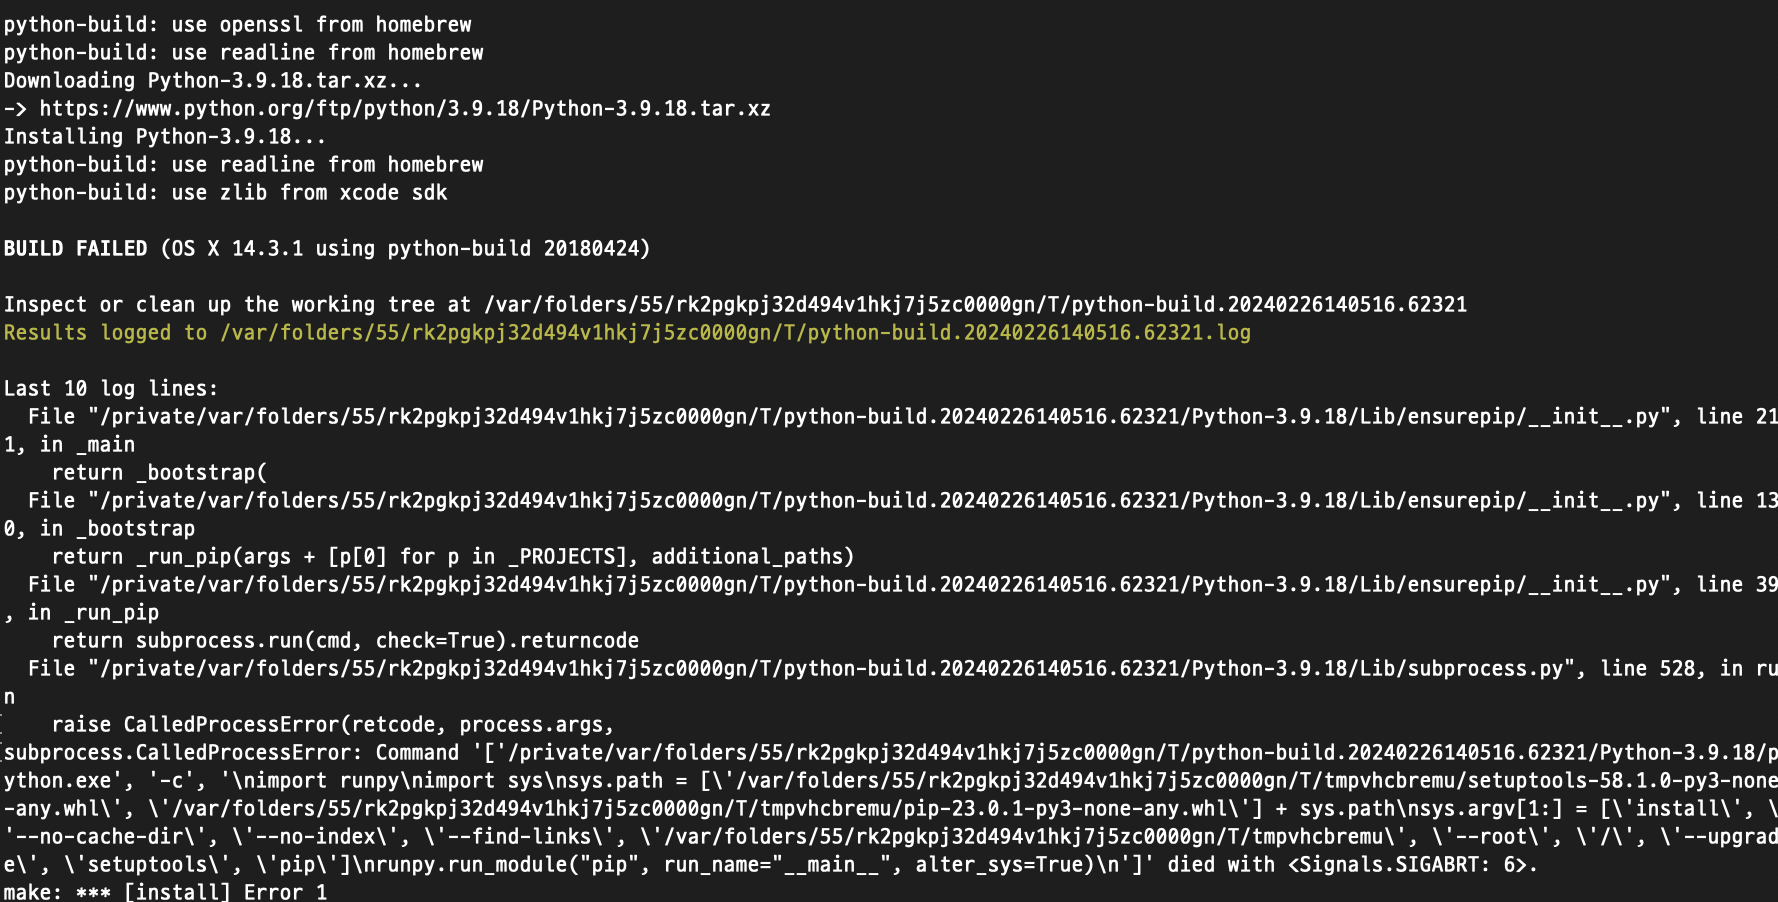 python-build: use openssl from homebrew
python-build: use readline from homebrew
Downloading Python-3.9.18.tar.xz...
-> https://www.python.org/ftp/python/3.9.18/Python-3.9.18.tar.xz
Installing Python-3.9.18...
python-build: use readline from homebrew
python-build: use zlib from xcode sdk
BUILD FAILED (OS X 14.3.1 using python-build 20180424)
Inspect or clean up the working tree at /var/folders/55/rk2pgkpj32d494v1hkj7j5zc0000gn/T/python-build.20240226140516.62321
Results logged to /var/folders/55/rk2pgkpj32d494v1hkj7j5zc0000gn/T/python-build.20240226140516.62321.log
Last 10 log lines:
  File "/private/var/folders/55/rk2pgkpj32d494v1hkj7j5zc0000gn/T/python-build.20240226140516.62321/Python-3.9.18/Lib/ensurepip/__init__.py", line 21
1, in _main
    return _bootstrap(
  File "/private/var/folders/55/rk2pgkpj32d494v1hkj7j5zc0000gn/T/python-build.20240226140516.62321/Python-3.9.18/Lib/ensurepip/__init__.py", line 13
0, in _bootstrap
    return _run_pip(args + [p[0] for p in _PROJECTS], additional_paths)
  File "/private/var/folders/55/rk2pgkpj32d494v1hkj7j5zc0000gn/T/python-build.20240226140516.62321/Python-3.9.18/Lib/ensurepip/__init__.py", line 39
, in _run_pip
    return subprocess.run(cmd, check=True).returncode
  File "/private/var/folders/55/rk2pgkpj32d494v1hkj7j5zc0000gn/T/python-build.20240226140516.62321/Python-3.9.18/Lib/subprocess.py", line 528, in ru
n
    raise CalledProcessError(retcode, process.args,
subprocess.CalledProcessError: Command '['/private/var/folders/55/rk2pgkpj32d494v1hkj7j5zc0000gn/T/python-build.20240226140516.62321/Python-3.9.18/p
ython.exe', '-c', '\nimport runpy\nimport sys\nsys.path = [\'/var/folders/55/rk2pgkpj32d494v1hkj7j5zc0000gn/T/tmpvhcbremu/setuptools-58.1.0-py3-none
-any.whl\', \'/var/folders/55/rk2pgkpj32d494v1hkj7j5zc0000gn/T/tmpvhcbremu/pip-23.0.1-py3-none-any.whl\'] + sys.path\nsys.argv[1:] = [\'install\', \
'--no-cache-dir\', \'--no-index\', \'--find-links\', \'/var/folders/55/rk2pgkpj32d494v1hkj7j5zc0000gn/T/tmpvhcbremu\', \'--root\', \'/\', \'--upgrad
e\', \'setuptools\', \'pip\']\nrunpy.run_module("pip", run_name="__main__", alter_sys=True)\n']' died with <Signals.SIGABRT: 6>.
make: *** [install] Error 1